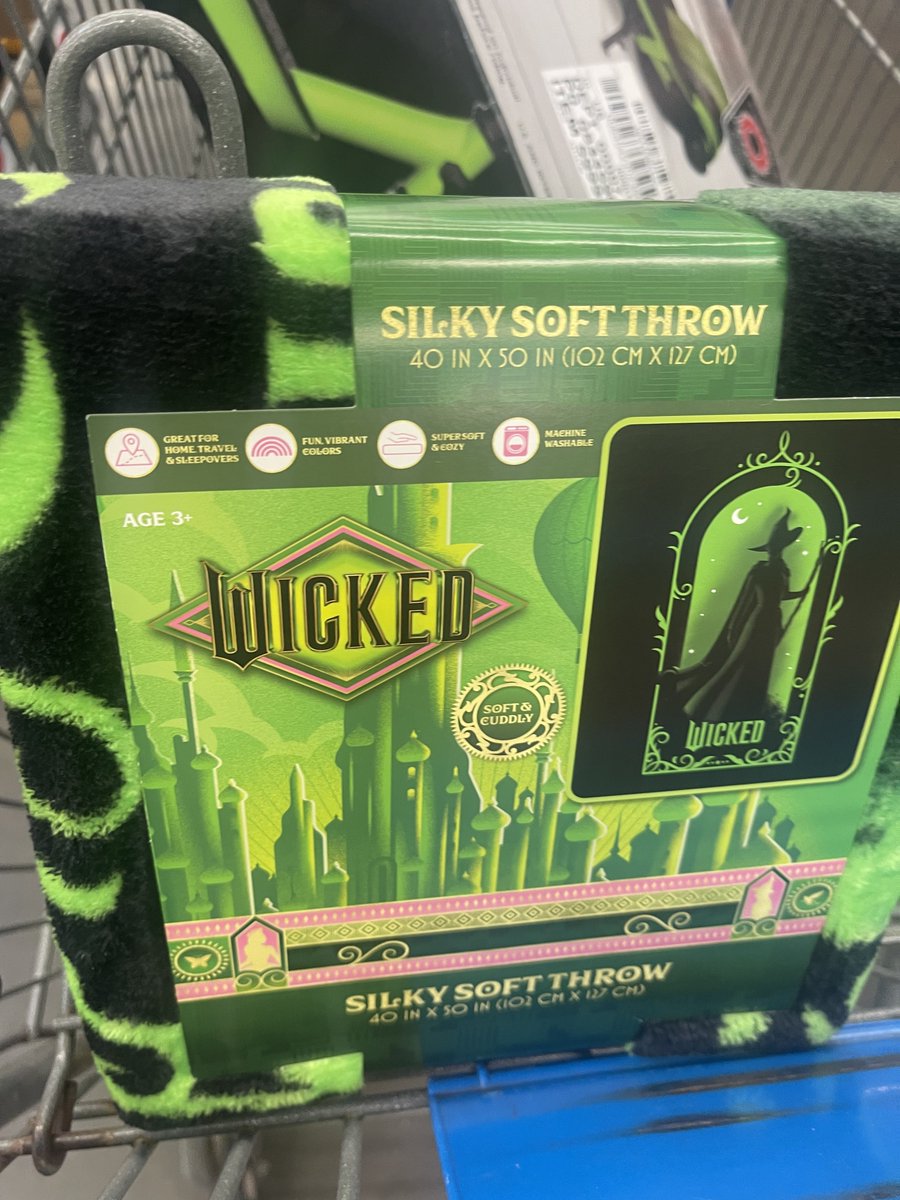 SILKY SOFT THROW
40 IN X 50 IN (102 CM X 127 CM)
GREAT FOR
HOME, TRAVEL,
& SLEEPOVERS
FUN, VIBRANT
COLORS
SUPER SOFT
& COZY
MACHINE
WASHABLE
AGE 3+
WICKED
SOFT &
CUDDLY
WICKED
SILKY SOFT THROW
40 IN X 50 IN (102 CM X 127 CM)